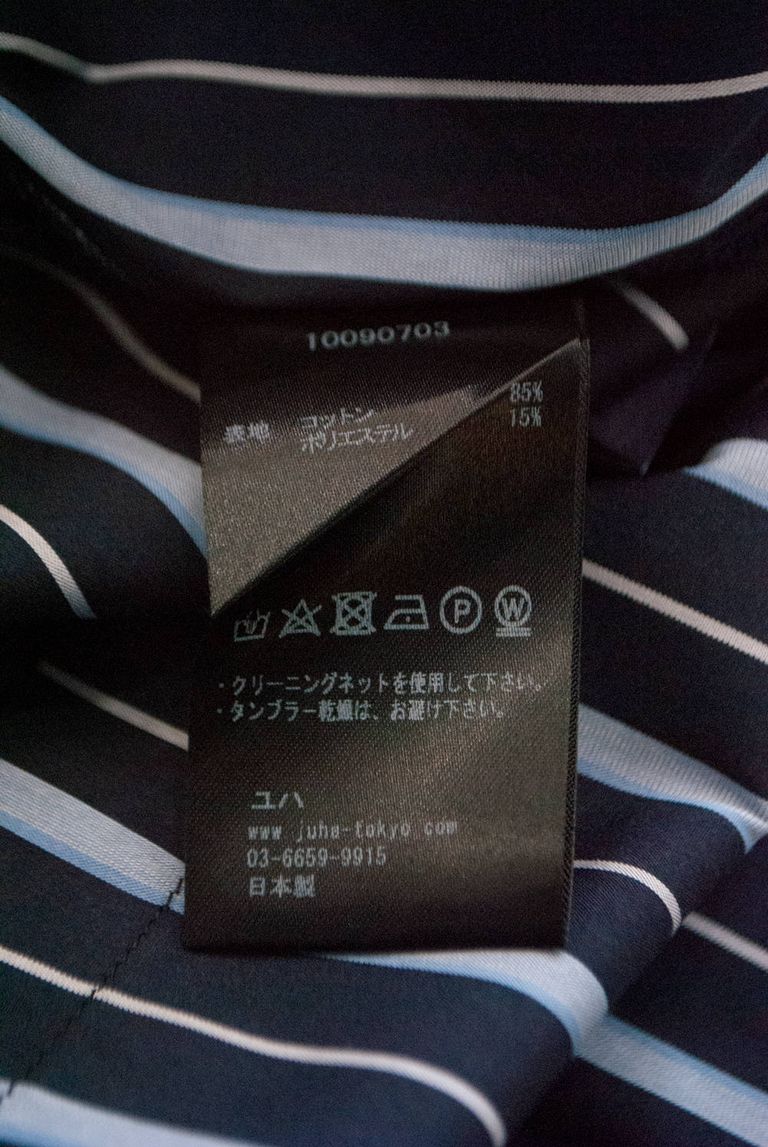 10090703
表地 コットン 85%
ポリエステル 15%
P W
・クリーニングネットを使用して下さい。
・タンブラー乾燥は、お避け下さい。
ユハ
www.juha-tokyo.com
03-6659-9915
日本製